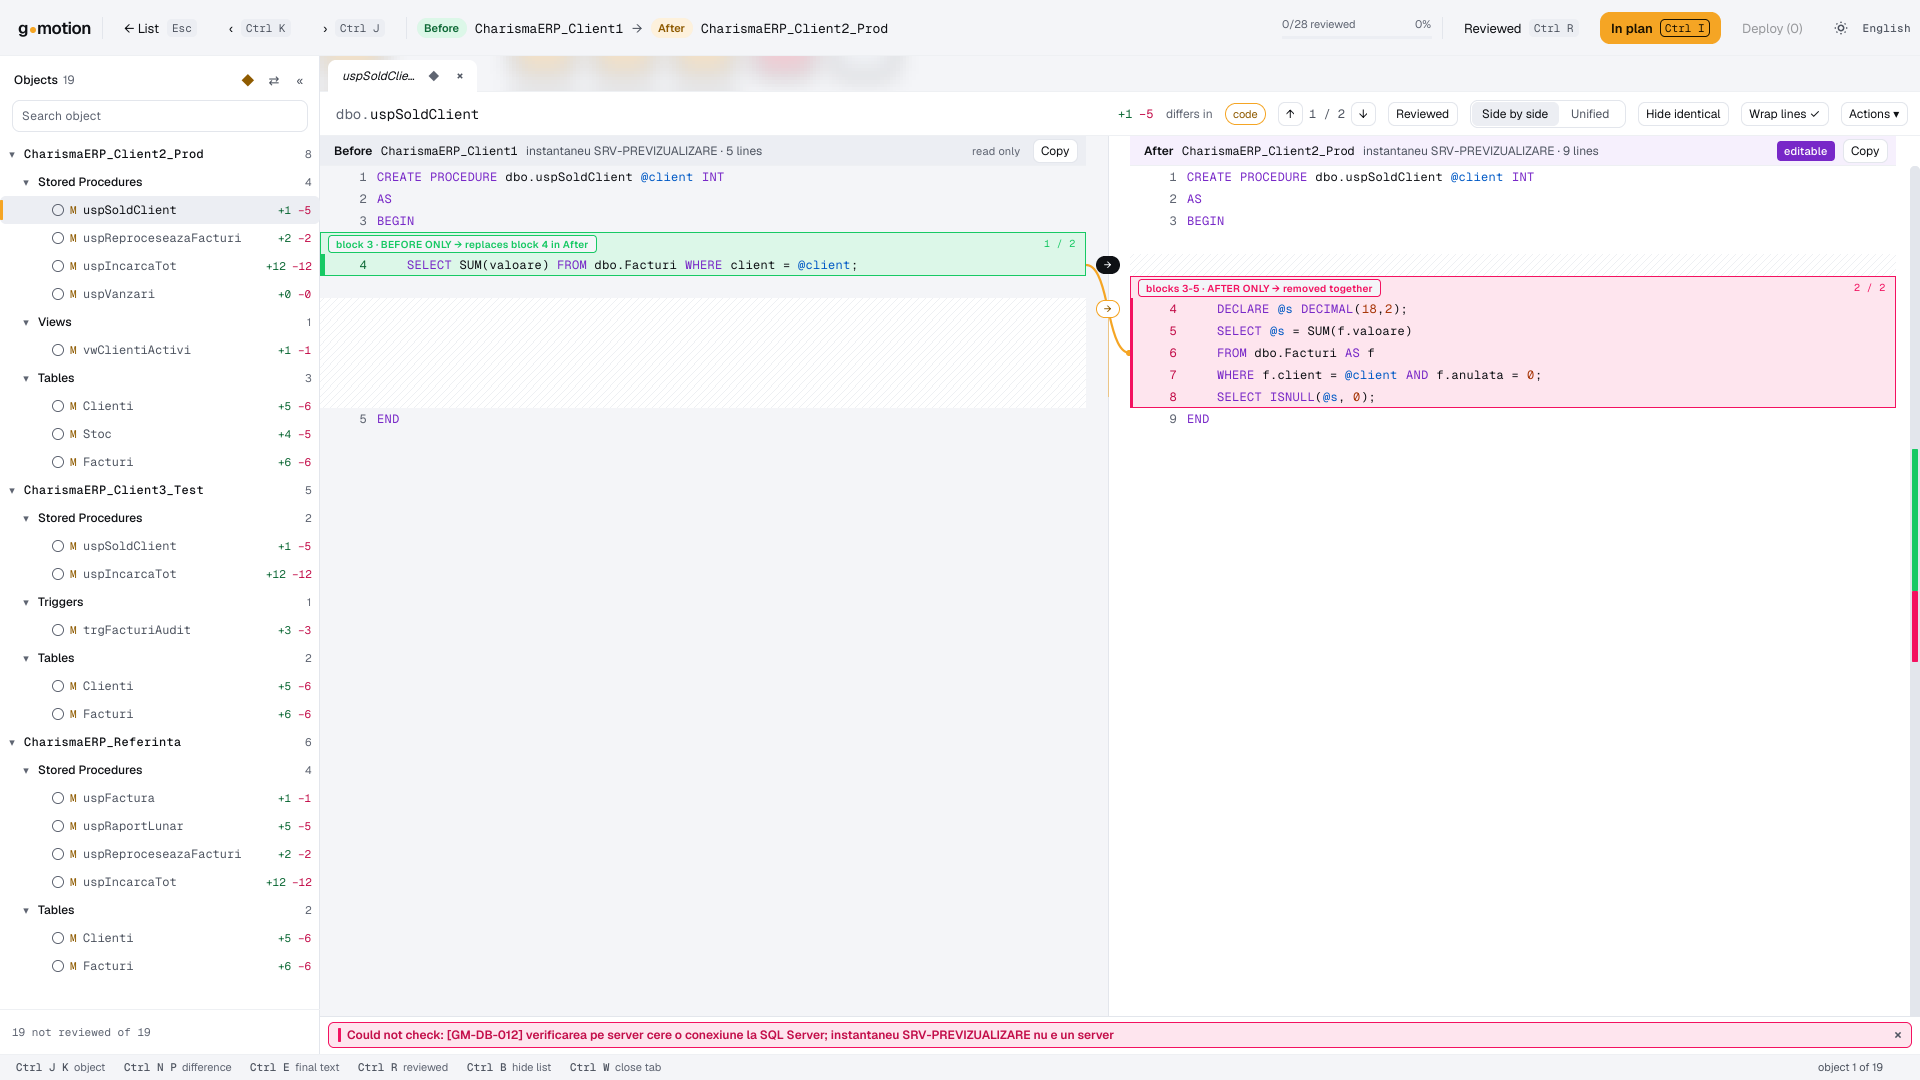 g•motion
← List Esc
‹ Ctrl K
› Ctrl J
Before CharismaERP_Client1 → After CharismaERP_Client2_Prod
0/28 reviewed 0%
Reviewed Ctrl R
In plan Ctrl I
Deploy (0)
English
Objects 19
Search object
CharismaERP_Client2_Prod 8
Stored Procedures 4
M uspSoldClient +1 −5
M uspReproceseazaFacturi +2 −2
M uspIncarcaTot +12 −12
M uspVanzari +0 −0
Views 1
M vwClientiActivi +1 −1
Tables 3
M Clienti +5 −6
M Stoc +4 −5
M Facturi +6 −6
CharismaERP_Client3_Test 5
Stored Procedures 2
M uspSoldClient +1 −5
M uspIncarcaTot +12 −12
Triggers 1
M trgFacturiAudit +3 −3
Tables 2
M Clienti +5 −6
M Facturi +6 −6
CharismaERP_Referinta 6
Stored Procedures 4
M uspFactura +1 −1
M uspRaportLunar +5 −5
M uspReproceseazaFacturi +2 −2
M uspIncarcaTot +12 −12
Tables 2
M Clienti +5 −6
M Facturi +6 −6
19 not reviewed of 19
uspSoldClie… ×
dbo.uspSoldClient
+1 −5 differs in code ↑ 1 / 2 ↓ Reviewed Side by side Unified Hide identical Wrap lines ✓ Actions ▾
Before CharismaERP_Client1 instantaneu SRV-PREVIZUALIZARE · 5 lines read only Copy
1 CREATE PROCEDURE dbo.uspSoldClient @client INT
2 AS
3 BEGIN
block 3 · BEFORE ONLY → replaces block 4 in After 1 / 2
4 SELECT SUM(valoare) FROM dbo.Facturi WHERE client = @client;
5 END
After CharismaERP_Client2_Prod instantaneu SRV-PREVIZUALIZARE · 9 lines editable Copy
1 CREATE PROCEDURE dbo.uspSoldClient @client INT
2 AS
3 BEGIN
blocks 3-5 · AFTER ONLY → removed together 2 / 2
4 DECLARE @s DECIMAL(18,2);
5 SELECT @s = SUM(f.valoare)
6 FROM dbo.Facturi AS f
7 WHERE f.client = @client AND f.anulata = 0;
8 SELECT ISNULL(@s, 0);
9 END
Could not check: [GM-DB-012] verificarea pe server cere o conexiune la SQL Server; instantaneu SRV-PREVIZUALIZARE nu e un server ×
Ctrl J K object Ctrl N P difference Ctrl E final text Ctrl R reviewed Ctrl B hide list Ctrl W close tab
object 1 of 19